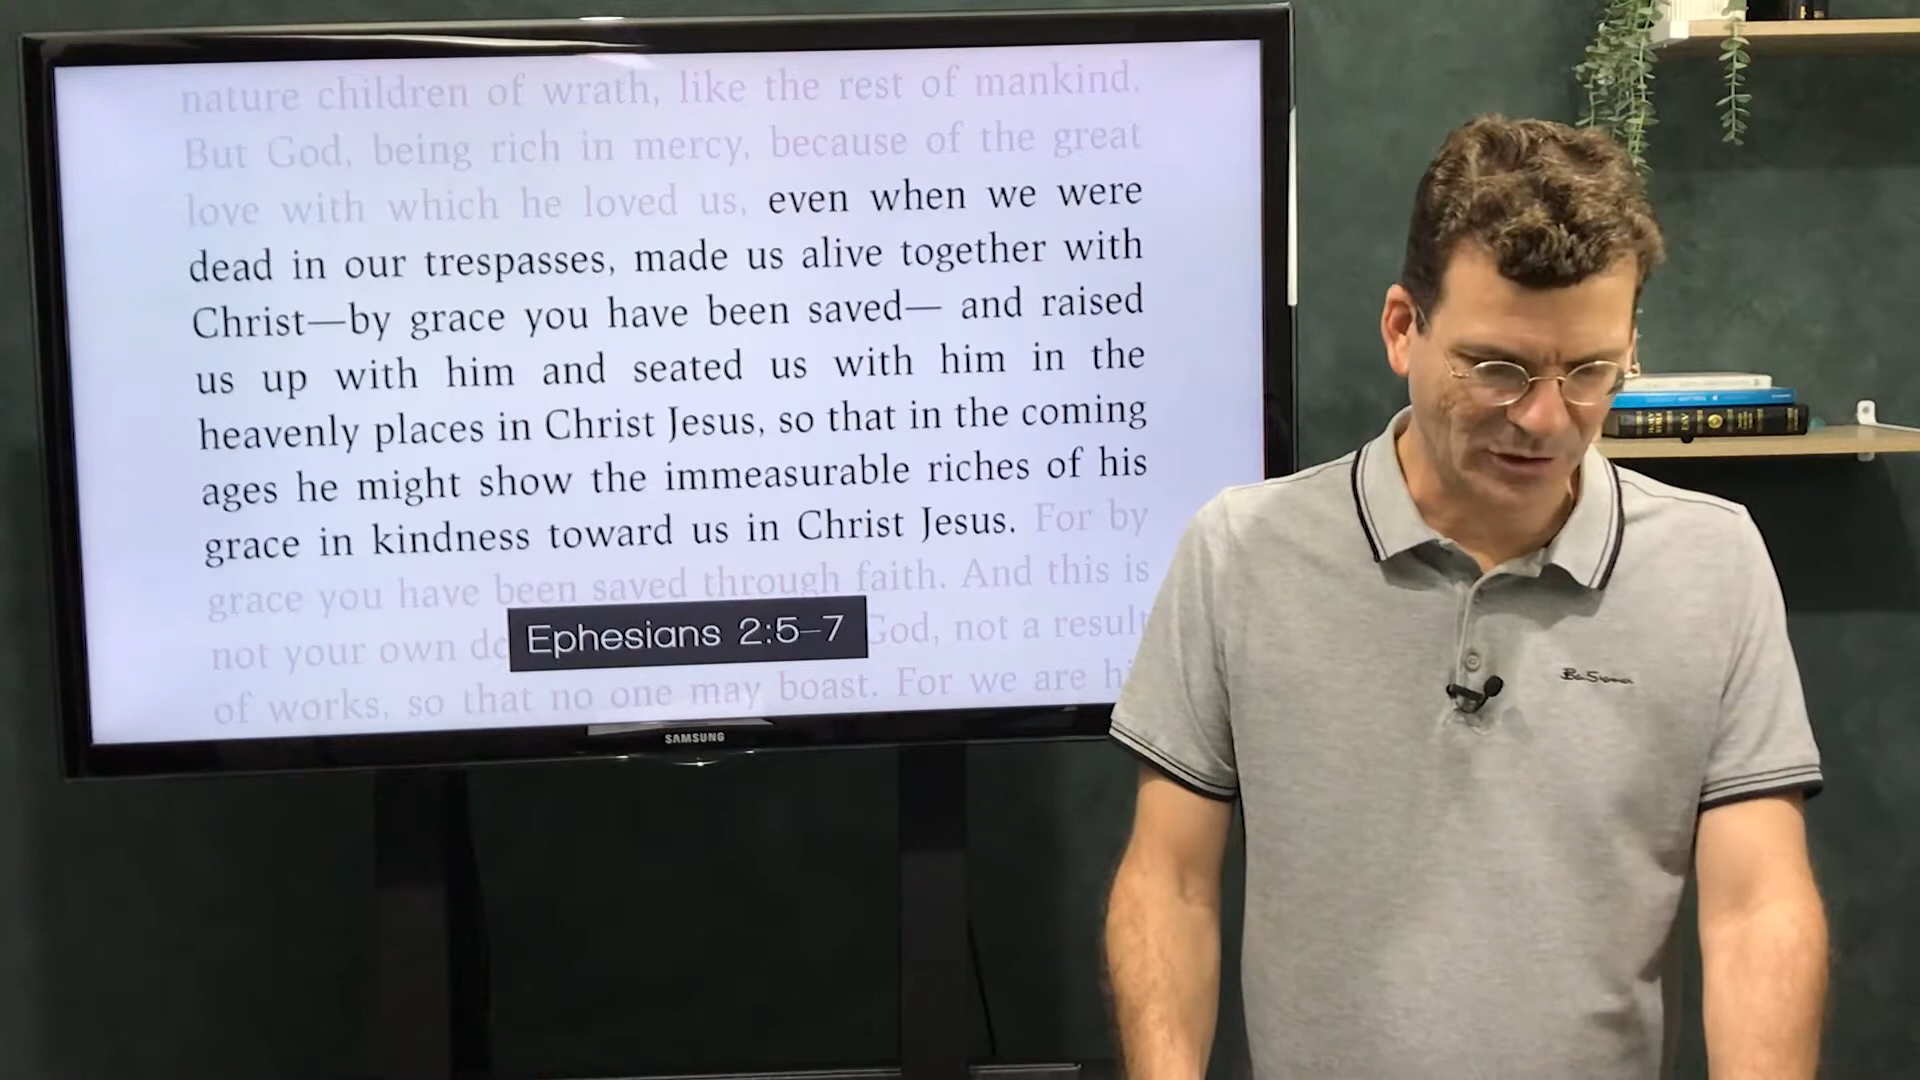 nature children of wrath, like the rest of mankind.
But God, being rich in mercy, because of the great
love with which he loved us, even when we were
dead in our trespasses, made us alive together with
Christ—by grace you have been saved— and raised
us up with him and seated us with him in the
heavenly places in Christ Jesus, so that in the coming
ages he might show the immeasurable riches of his
grace in kindness toward us in Christ Jesus. For by
grace you have been saved through faith. And this is
not your own God, not a result
of works, so that no one may boast. For we are
Ephesians 2:5–7
SAMSUNG
HOLY BIBLE ESV